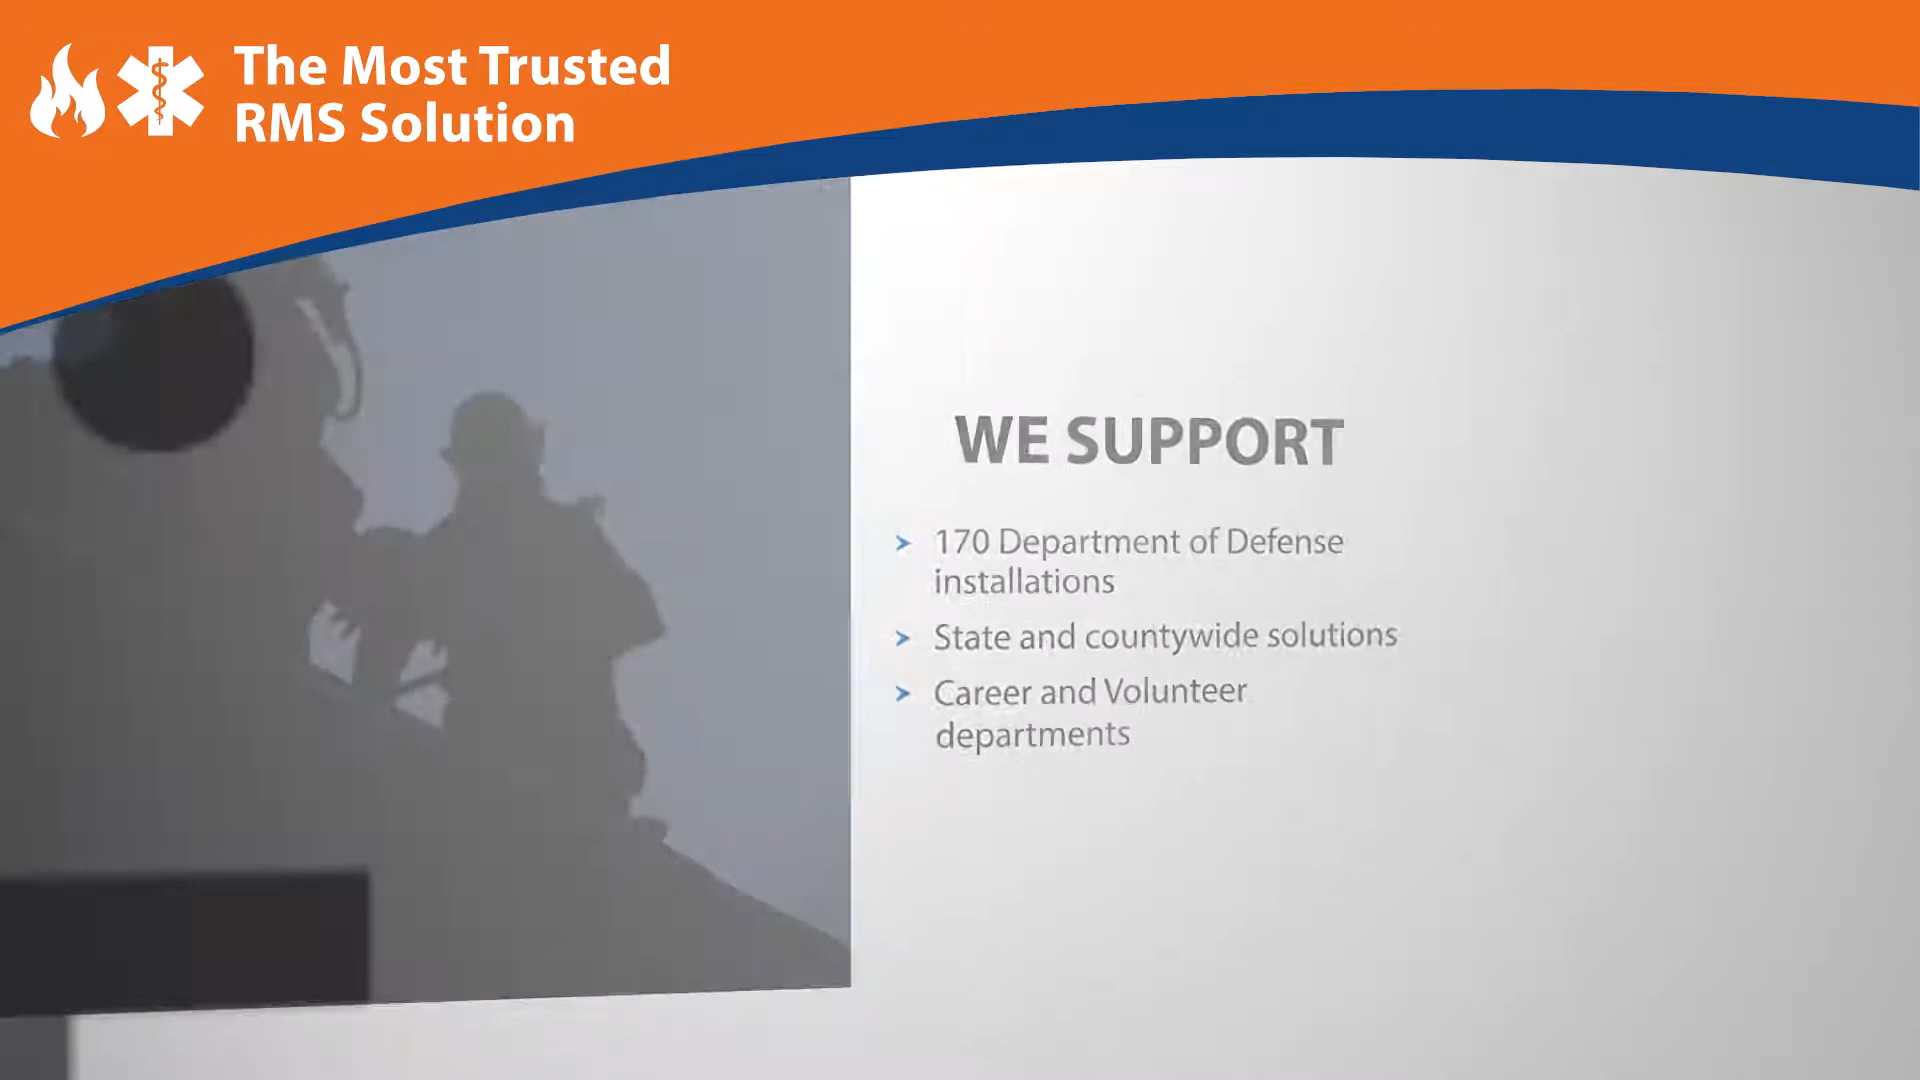 The Most Trusted
RMS Solution
WE SUPPORT
170 Department of Defense
installations
State and countywide solutions
Career and Volunteer
departments